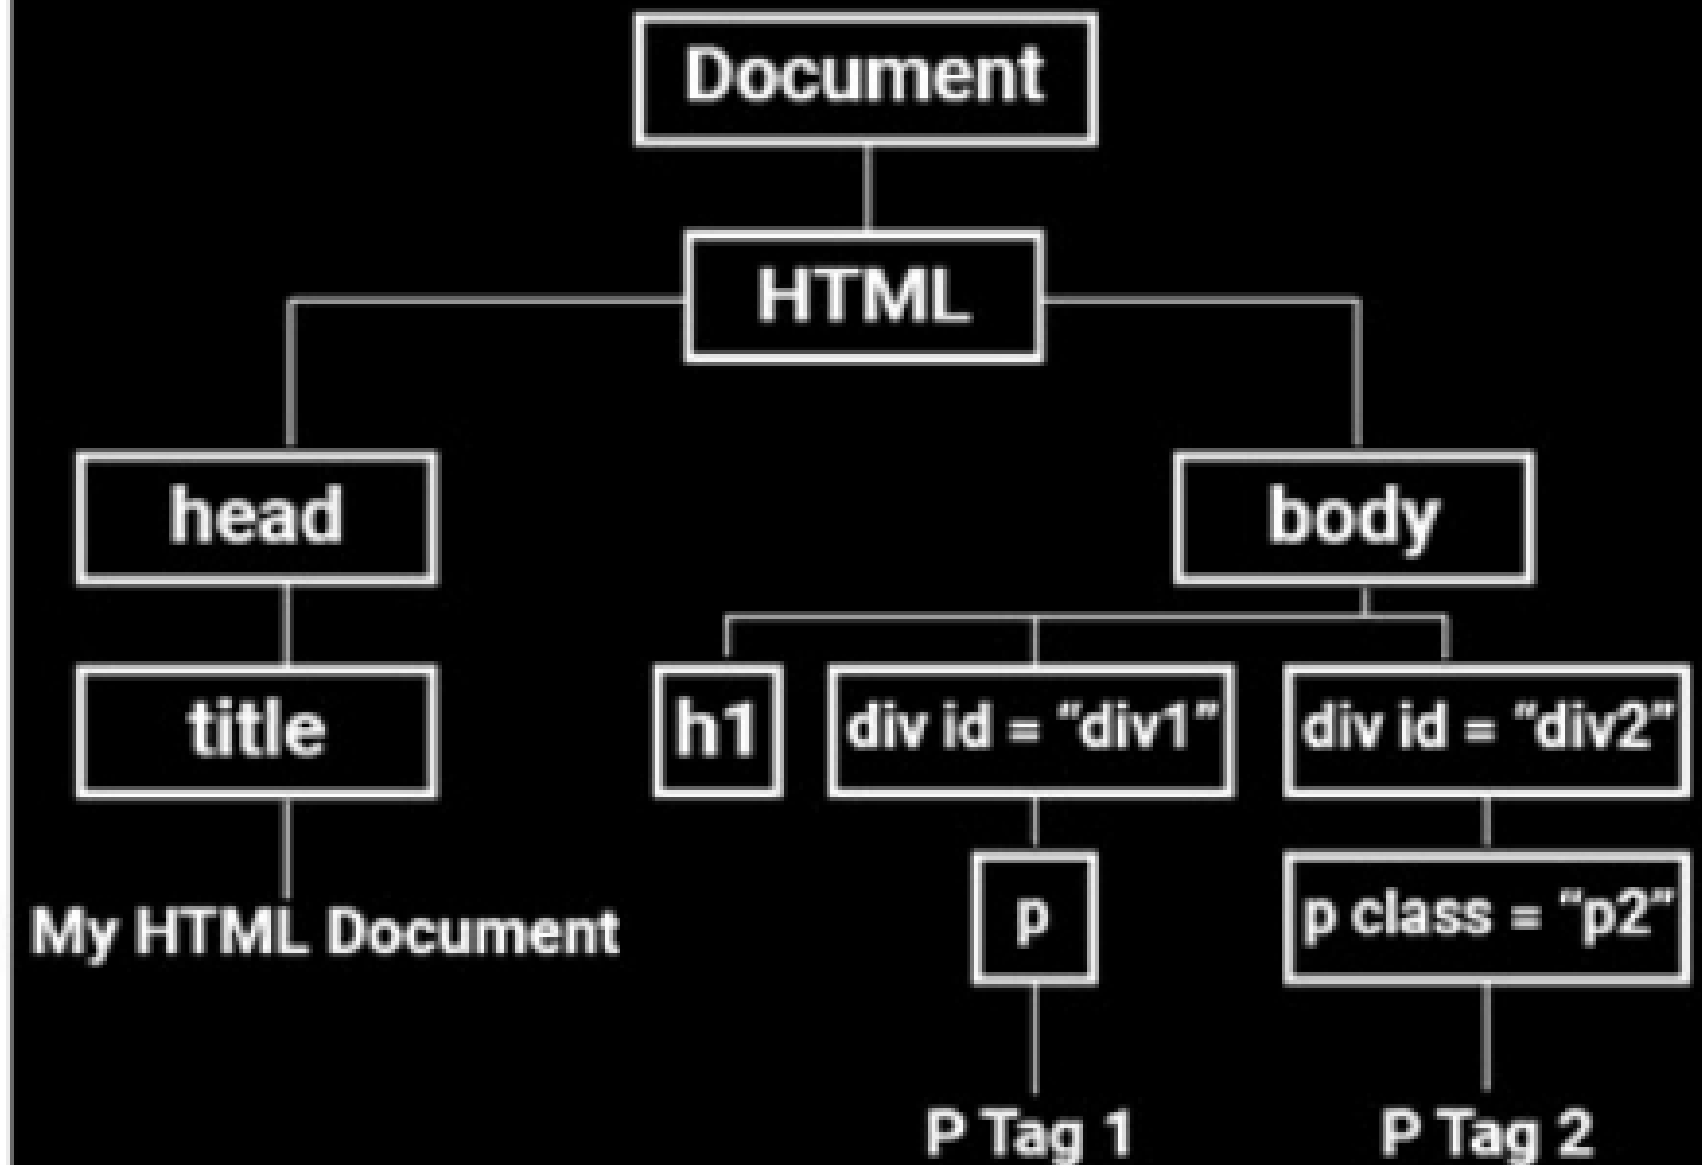 Document
HTML
head
body
title
h1
div id = “div1”
div id = “div2”
My HTML Document
p
p class = “p2”
P Tag 1
P Tag 2